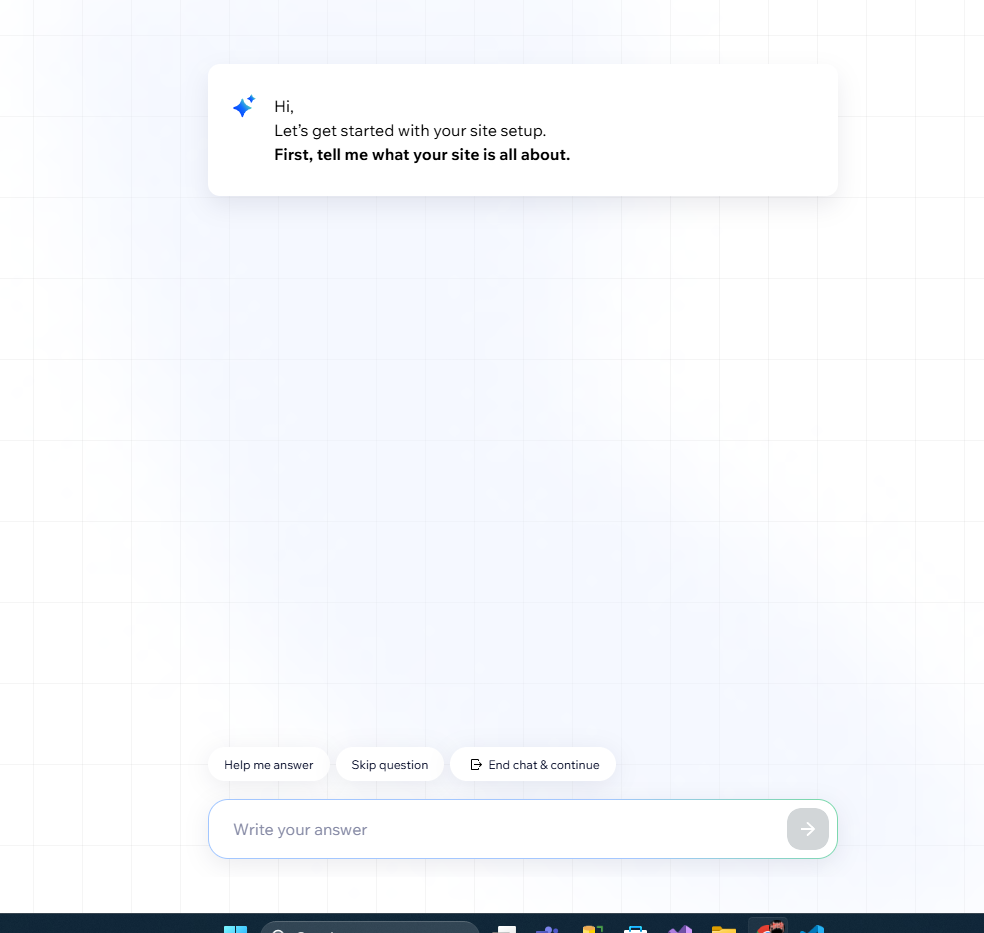 Hi,
Let’s get started with your site setup.
First, tell me what your site is all about.
Help me answer
Skip question
End chat & continue
Write your answer